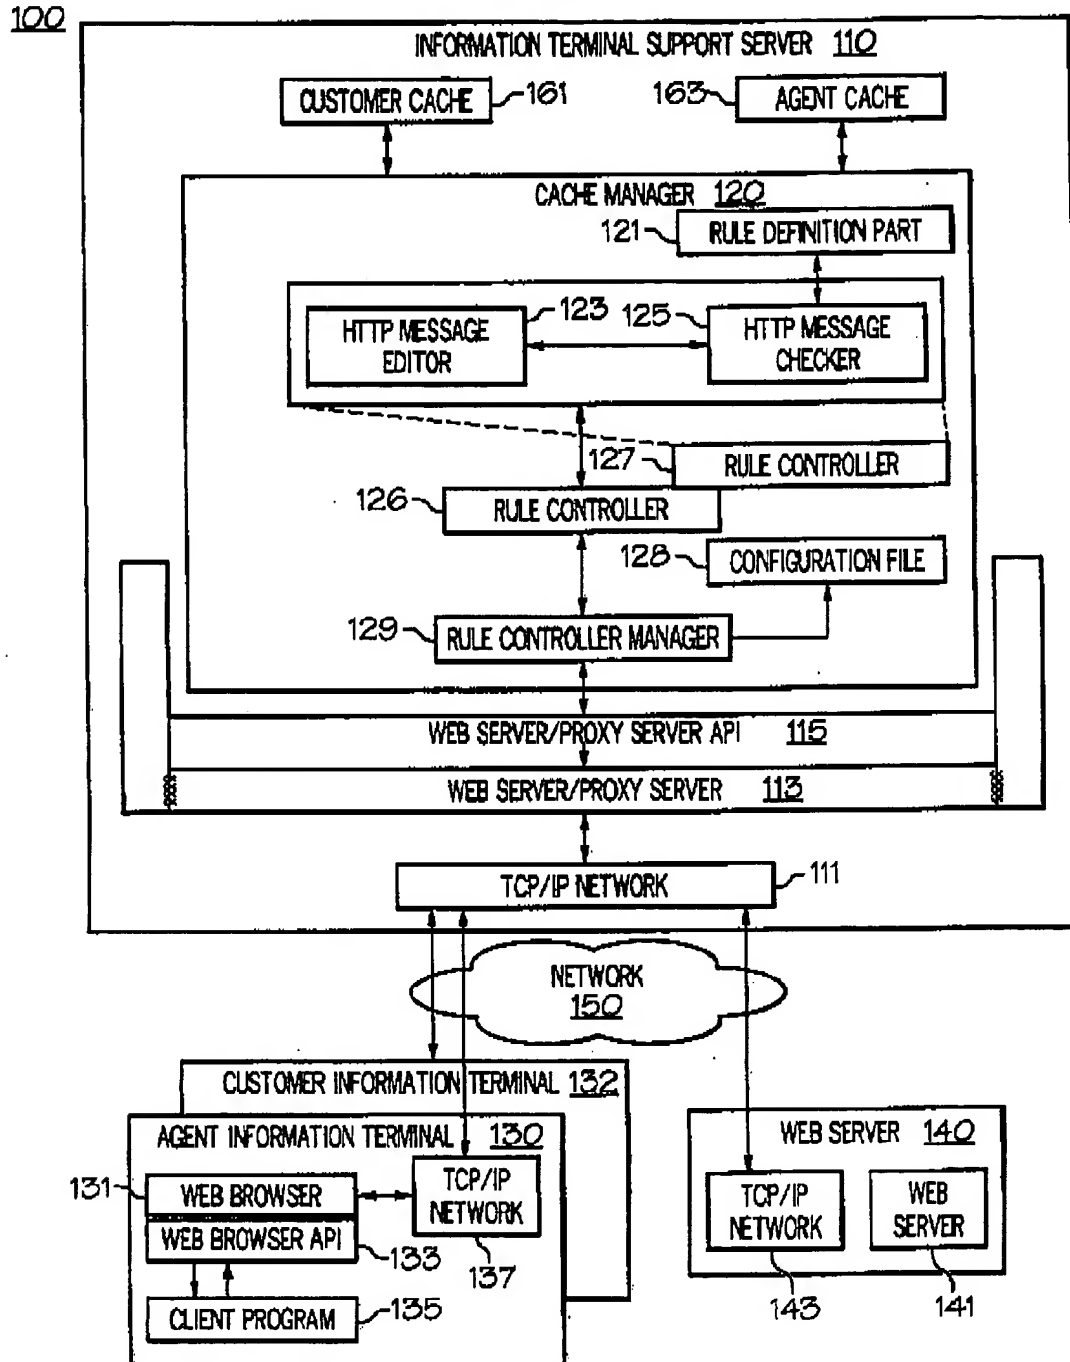 100
INFORMATION TERMINAL SUPPORT SERVER 110
CUSTOMER CACHE
161
163
AGENT CACHE
CACHE MANAGER 120
121
RULE DEFINITION PART
HTTP MESSAGE
EDITOR
123
125
HTTP MESSAGE
CHECKER
127
RULE CONTROLLER
126
RULE CONTROLLER
128
CONFIGURATION FILE
129
RULE CONTROLLER MANAGER
WEB SERVER/PROXY SERVER API 115
WEB SERVER/PROXY SERVER 113
TCP/IP NETWORK
111
NETWORK
150
CUSTOMER INFORMATION TERMINAL 132
AGENT INFORMATION TERMINAL 130
131
WEB BROWSER
WEB BROWSER API
133
TCP/IP
NETWORK
137
CLIENT PROGRAM
135
WEB SERVER 140
TCP/IP
NETWORK
143
WEB
SERVER
141